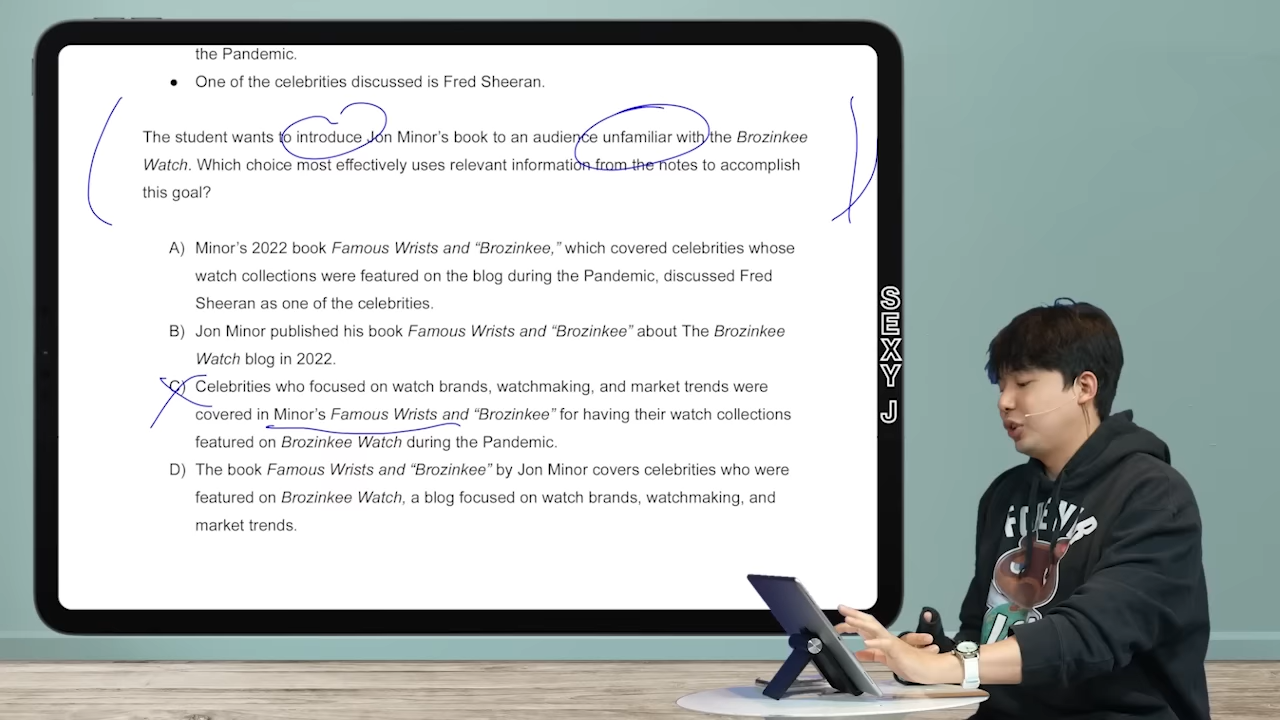 the Pandemic.
● One of the celebrities discussed is Fred Sheeran.
The student wants to introduce Jon Minor's book to an audience unfamiliar with the Brozinkee
Watch. Which choice most effectively uses relevant information from the notes to accomplish
this goal?
A) Minor's 2022 book Famous Wrists and “Brozinkee,” which covered celebrities whose
watch collections were featured on the blog during the Pandemic, discussed Fred
Sheeran as one of the celebrities.
B) Jon Minor published his book Famous Wrists and “Brozinkee” about The Brozinkee
Watch blog in 2022.
C) Celebrities who focused on watch brands, watchmaking, and market trends were
covered in Minor's Famous Wrists and “Brozinkee” for having their watch collections
featured on Brozinkee Watch during the Pandemic.
D) The book Famous Wrists and “Brozinkee” by Jon Minor covers celebrities who were
featured on Brozinkee Watch, a blog focused on watch brands, watchmaking, and
market trends.
SEXY J